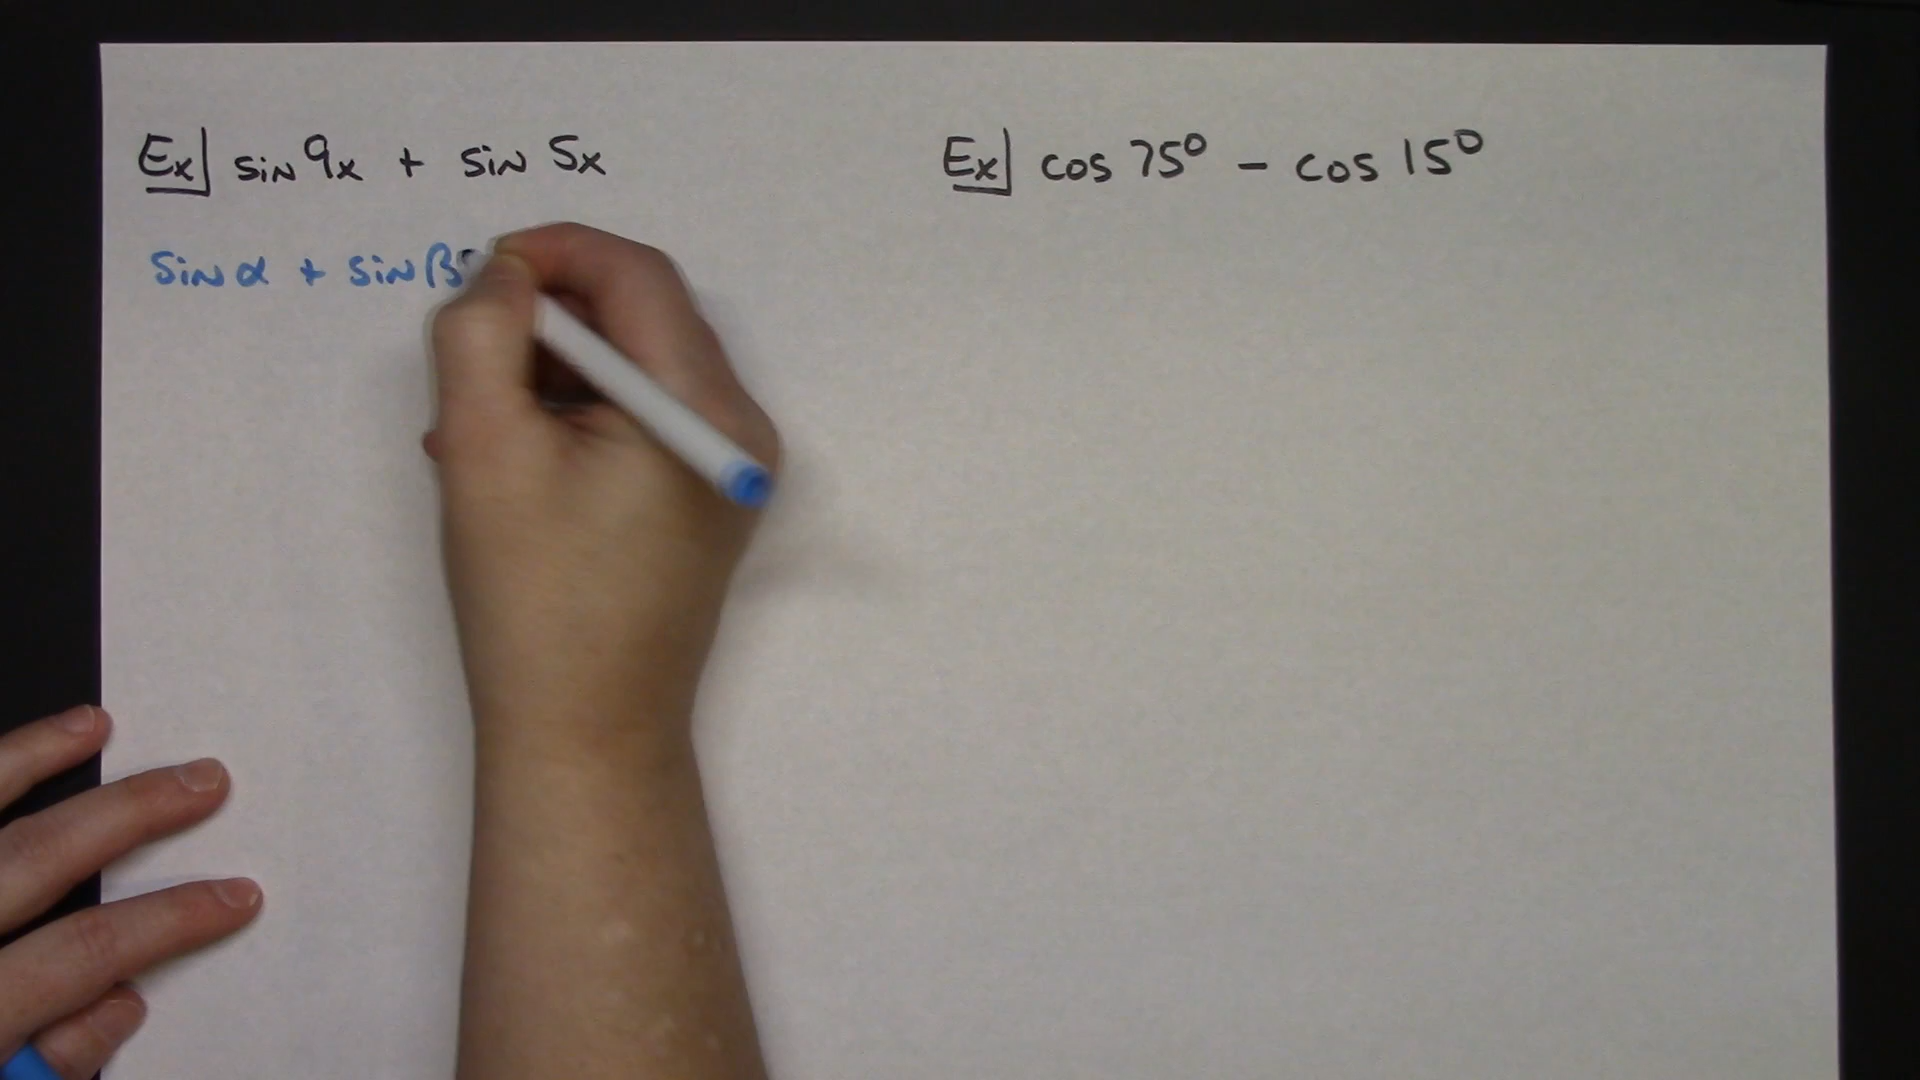 Ex| sin 9x + sin 5x
Ex| cos 75° - cos 15°
sin α + sin β